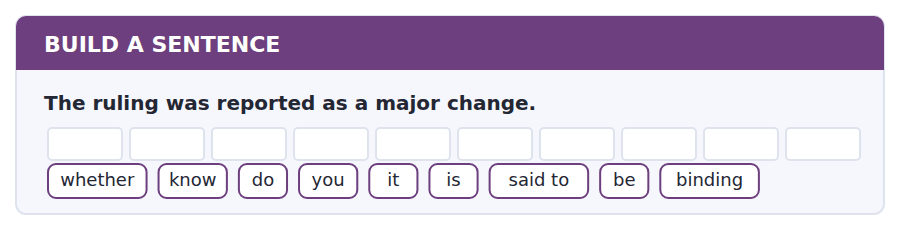 BUILD A SENTENCE
The ruling was reported as a major change.
whether know do you it is said to be binding